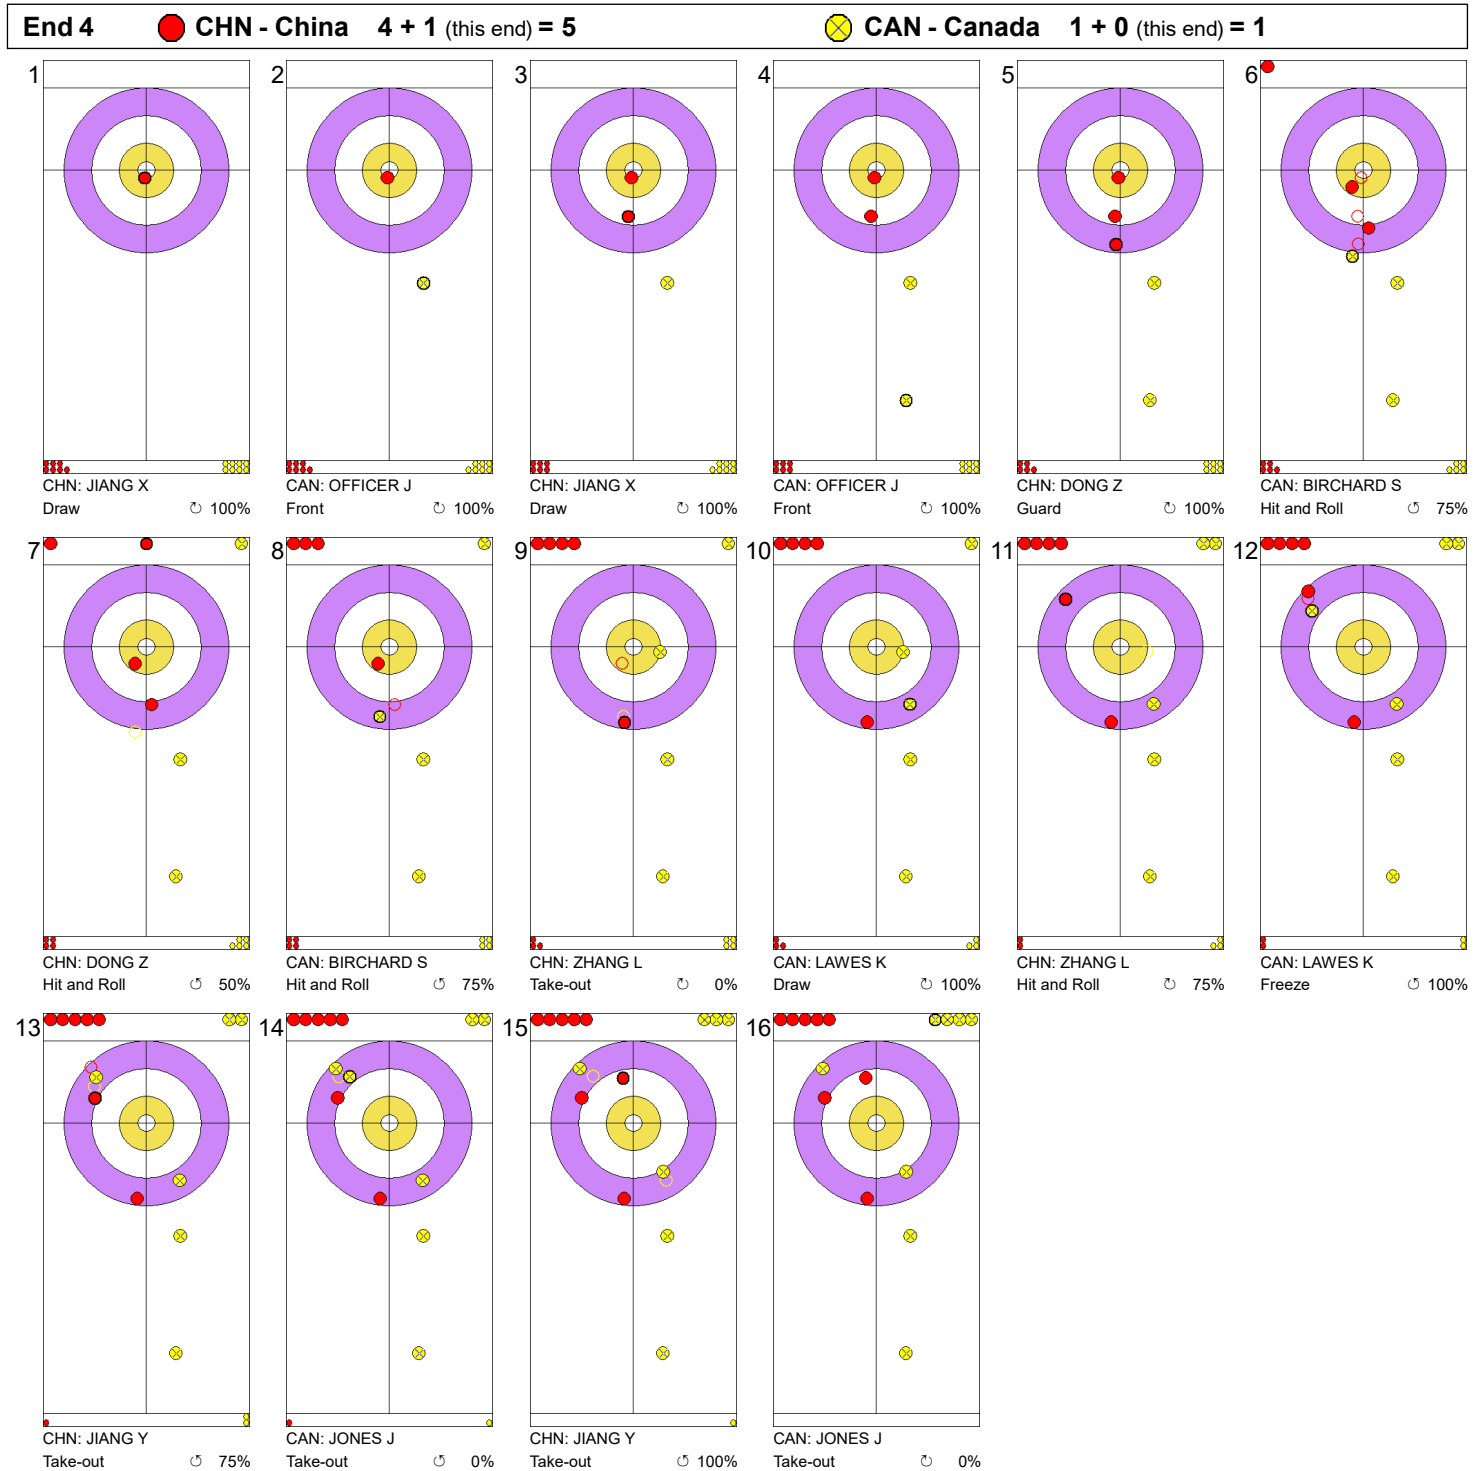 End 4 CHN - China 4 + 1 (this end) = 5 CAN - Canada 1 + 0 (this end) = 1
1 2 3 4 5 6
CHN: JIANG X CAN: OFFICER J CHN: JIANG X CAN: OFFICER J CHN: DONG Z CAN: BIRCHARD S
Draw ↻ 100% Front ↻ 100% Draw ↻ 100% Front ↻ 100% Guard ↻ 100% Hit and Roll ↺ 75%
7 8 9 10 11 12
CHN: DONG Z CAN: BIRCHARD S CHN: ZHANG L CAN: LAWES K CHN: ZHANG L CAN: LAWES K
Hit and Roll ↺ 50% Hit and Roll ↺ 75% Take-out ↻ 0% Draw ↻ 100% Hit and Roll ↻ 75% Freeze ↺ 100%
13 14 15 16
CHN: JIANG Y CAN: JONES J CHN: JIANG Y CAN: JONES J
Take-out ↺ 75% Take-out ↺ 0% Take-out ↺ 100% Take-out ↺ 0%